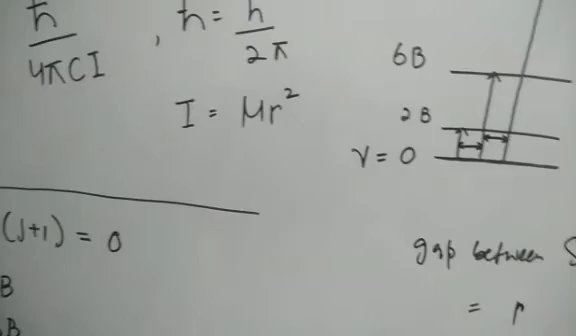 ħ / 4πCI , ħ = h / 2π
I = μr²
6B
2B
v = 0
(J+1) = 0
B
B
gap between S
= r